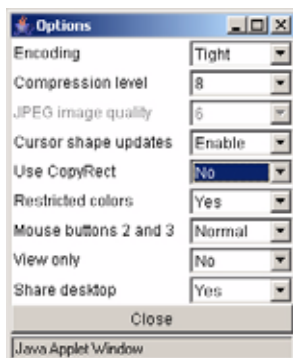 Options
Encoding Tight
Compression level 8
JPEG image quality 6
Cursor shape updates Enable
Use CopyRect No
Restricted colors Yes
Mouse buttons 2 and 3 Normal
View only No
Share desktop Yes
Close
Java Applet Window